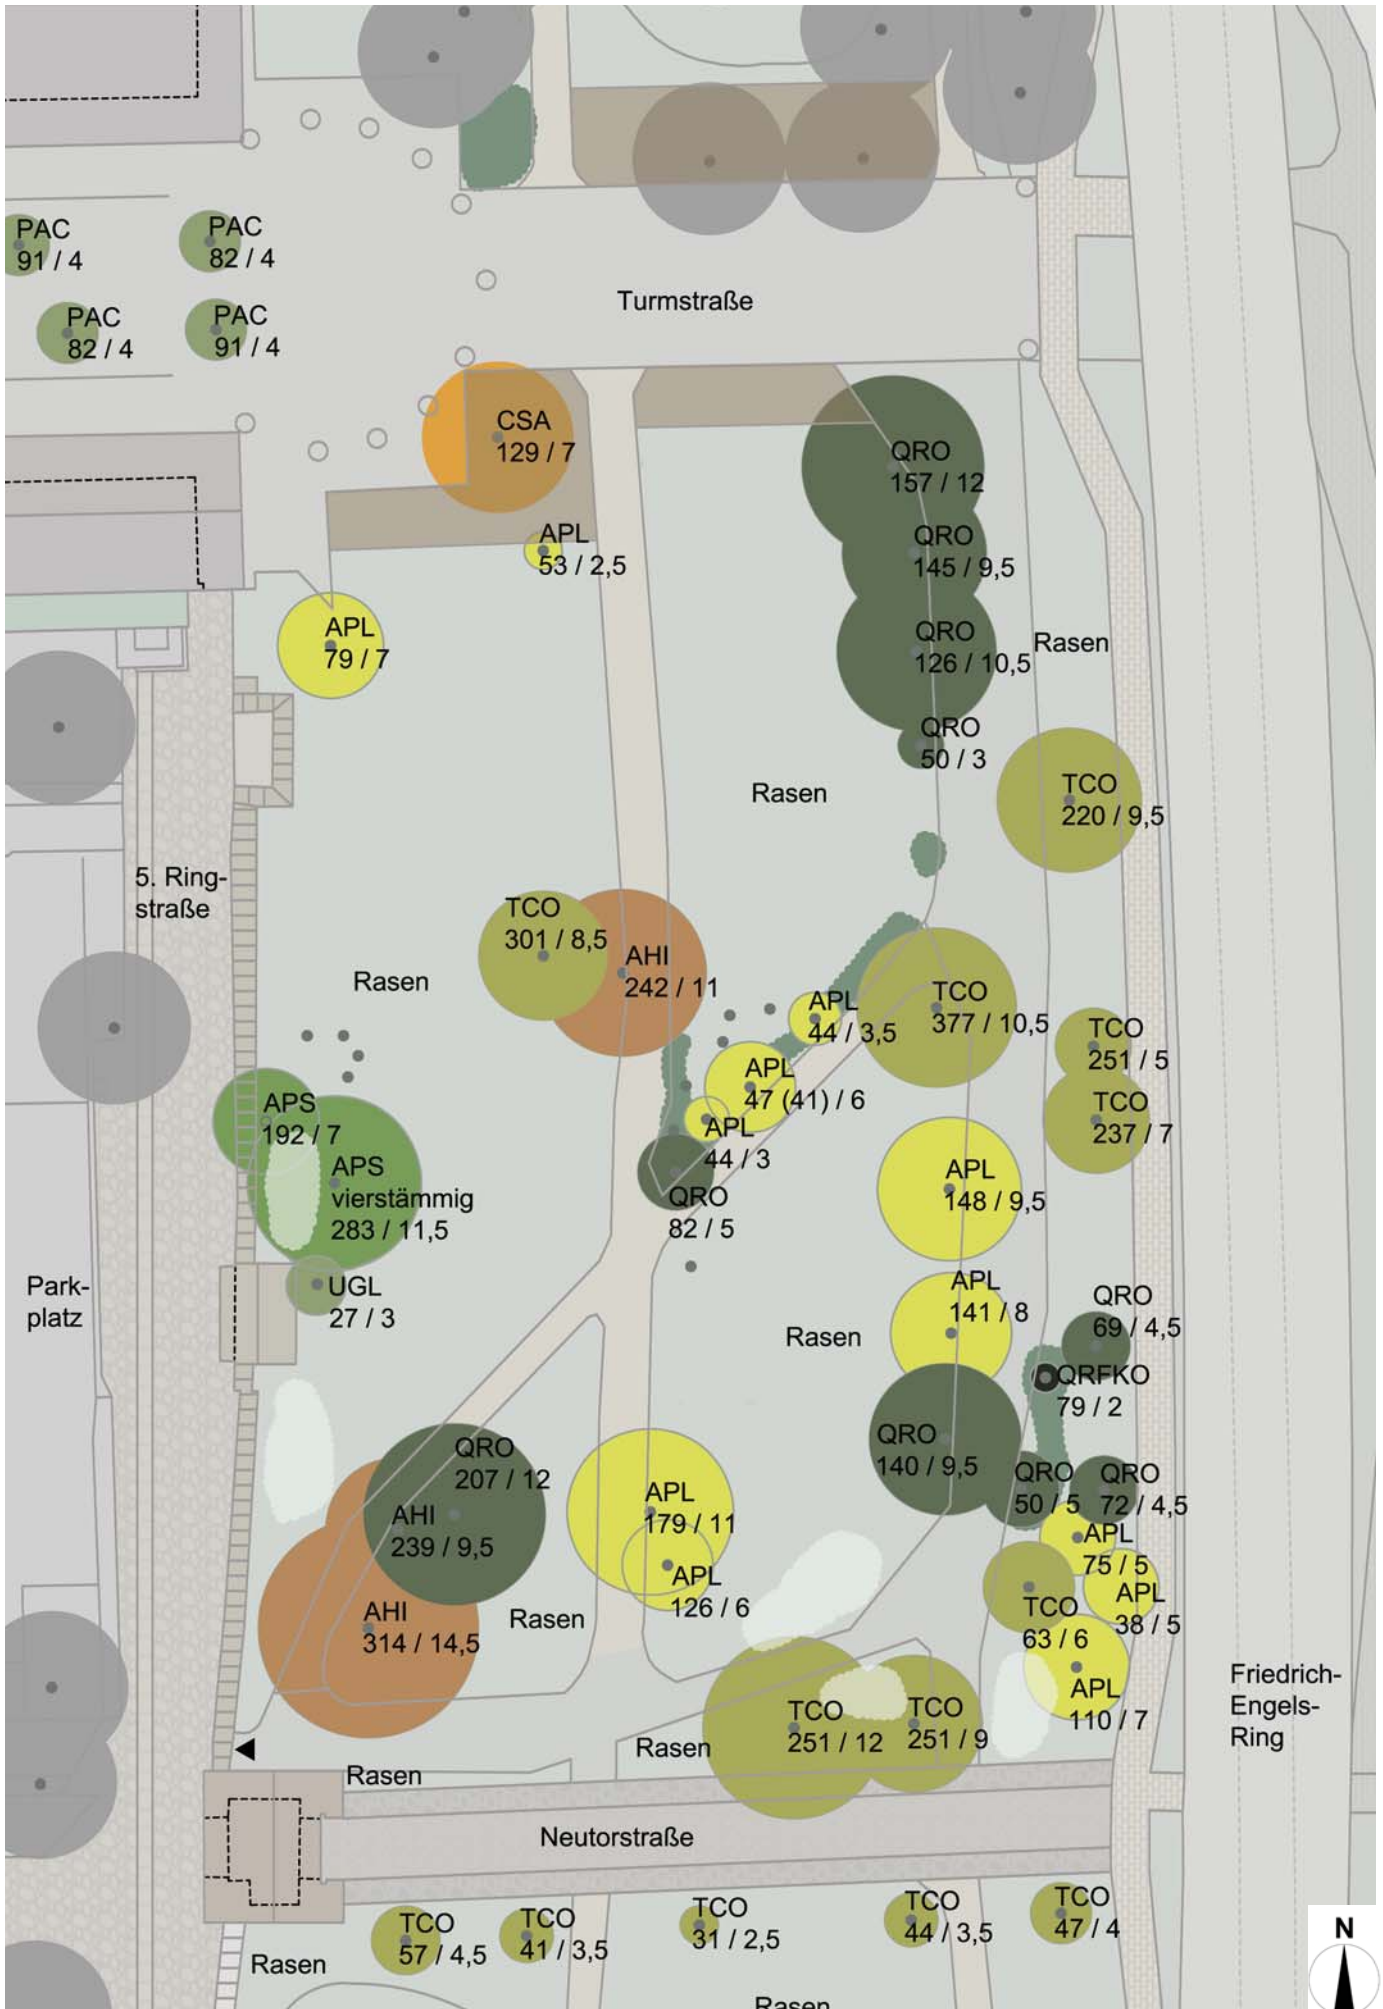 PAC
91 / 4
PAC
82 / 4
PAC
82 / 4
PAC
91 / 4
Turmstraße
CSA
129 / 7
QRO
157 / 12
APL
53 / 2,5
QRO
145 / 9,5
APL
79 / 7
QRO
126 / 10,5
Rasen
QRO
50 / 3
Rasen
TCO
220 / 9,5
5. Ring-
straße
TCO
301 / 8,5
AHI
242 / 11
Rasen
APL
44 / 3,5
TCO
377 / 10,5
TCO
251 / 5
APL
47 (41) / 6
APS
192 / 7
APL
44 / 3
TCO
237 / 7
APS
vierstämmig
283 / 11,5
QRO
82 / 5
APL
148 / 9,5
Park-
platz
UGL
27 / 3
APL
141 / 8
Rasen
QRO
69 / 4,5
QRFKO
79 / 2
QRO
207 / 12
QRO
140 / 9,5
QRO
50 / 5
QRO
72 / 4,5
AHI
239 / 9,5
APL
179 / 11
APL
75 / 5
APL
126 / 6
APL
38 / 5
AHI
314 / 14,5
Rasen
TCO
63 / 6
APL
110 / 7
Friedrich-
Engels-
Ring
TCO
251 / 12
TCO
251 / 9
Rasen
Rasen
Neutorstraße
TCO
57 / 4,5
TCO
41 / 3,5
TCO
31 / 2,5
TCO
44 / 3,5
TCO
47 / 4
N
Rasen
Rasen